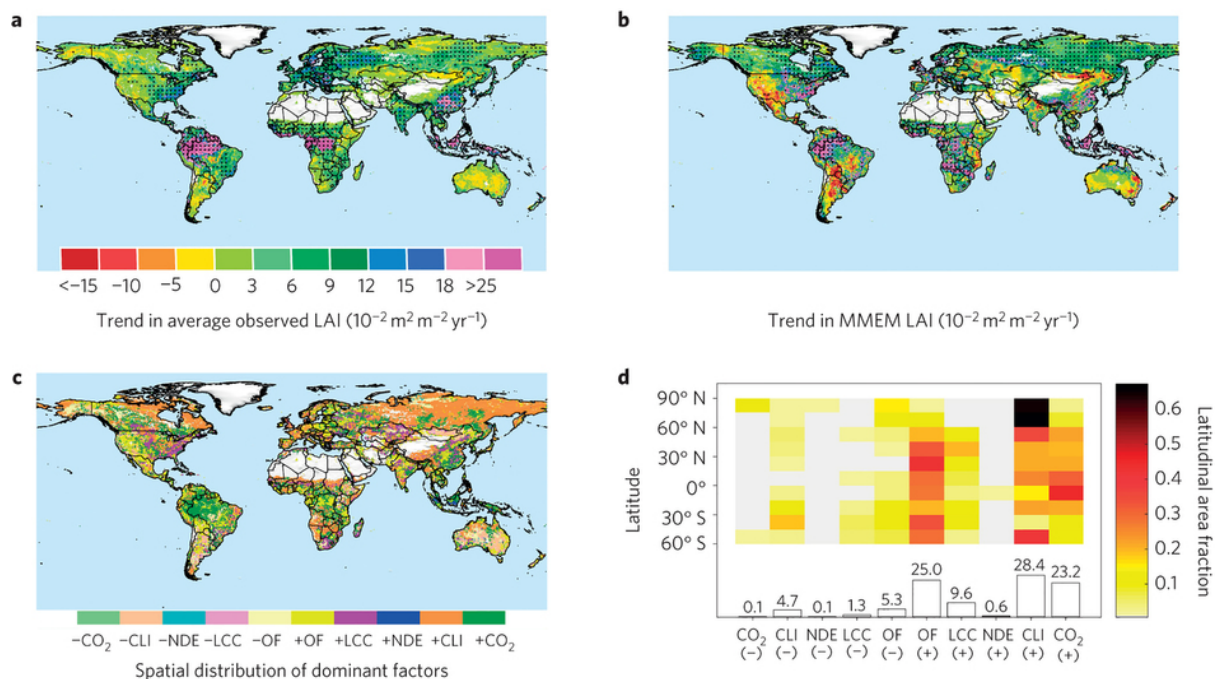 a
<−15 −10 −5 0 3 6 9 12 15 18 >25
Trend in average observed LAI (10⁻² m² m⁻² yr⁻¹)
b
Trend in MMEM LAI (10⁻² m² m⁻² yr⁻¹)
c
−CO₂ −CLI −NDE −LCC −OF +OF +LCC +NDE +CLI +CO₂
Spatial distribution of dominant factors
d
Latitude
90° N
60° N
30° N
0°
30° S
60° S
0.1 4.7 0.1 1.3 5.3 25.0 9.6 0.6 28.4 23.2
CO₂ CLI NDE LCC OF OF LCC NDE CLI CO₂
(−) (−) (−) (−) (−) (+) (+) (+) (+) (+)
0.6
0.5
0.4
0.3
0.2
0.1
Latitudinal area fraction